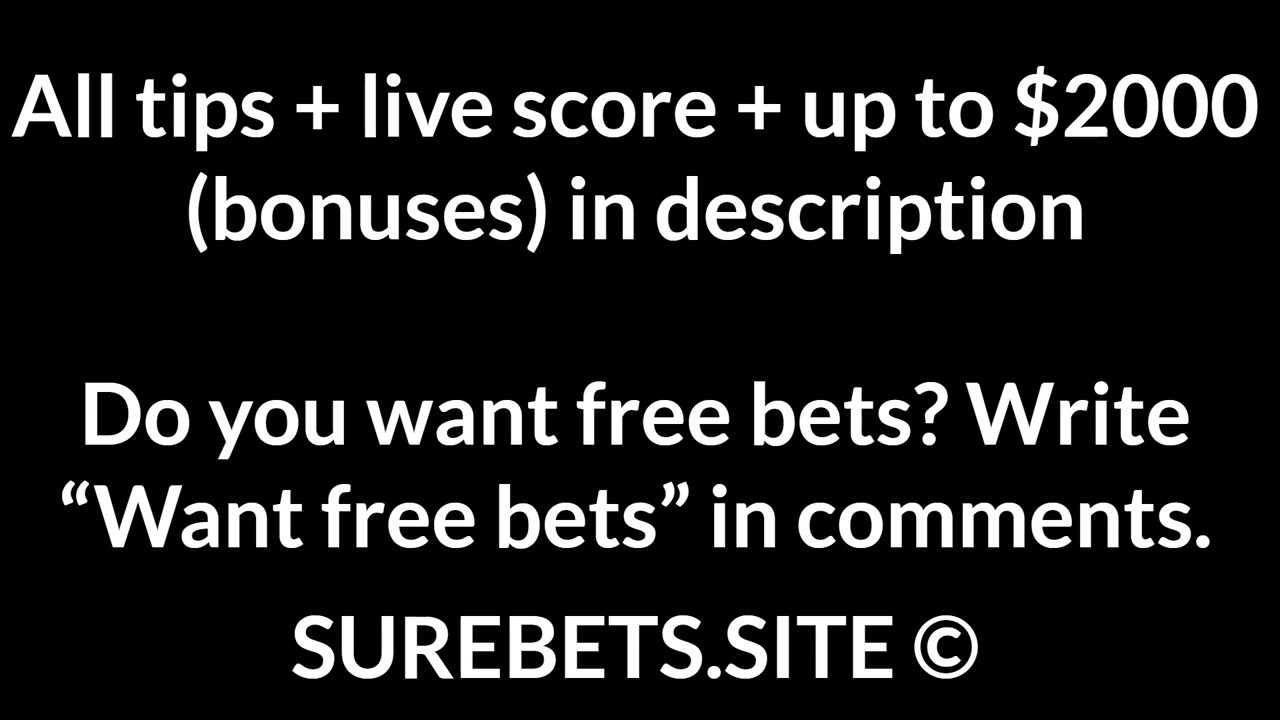 All tips + live score + up to $2000
(bonuses) in description
Do you want free bets? Write
“Want free bets” in comments.
SUREBETS.SITE ©